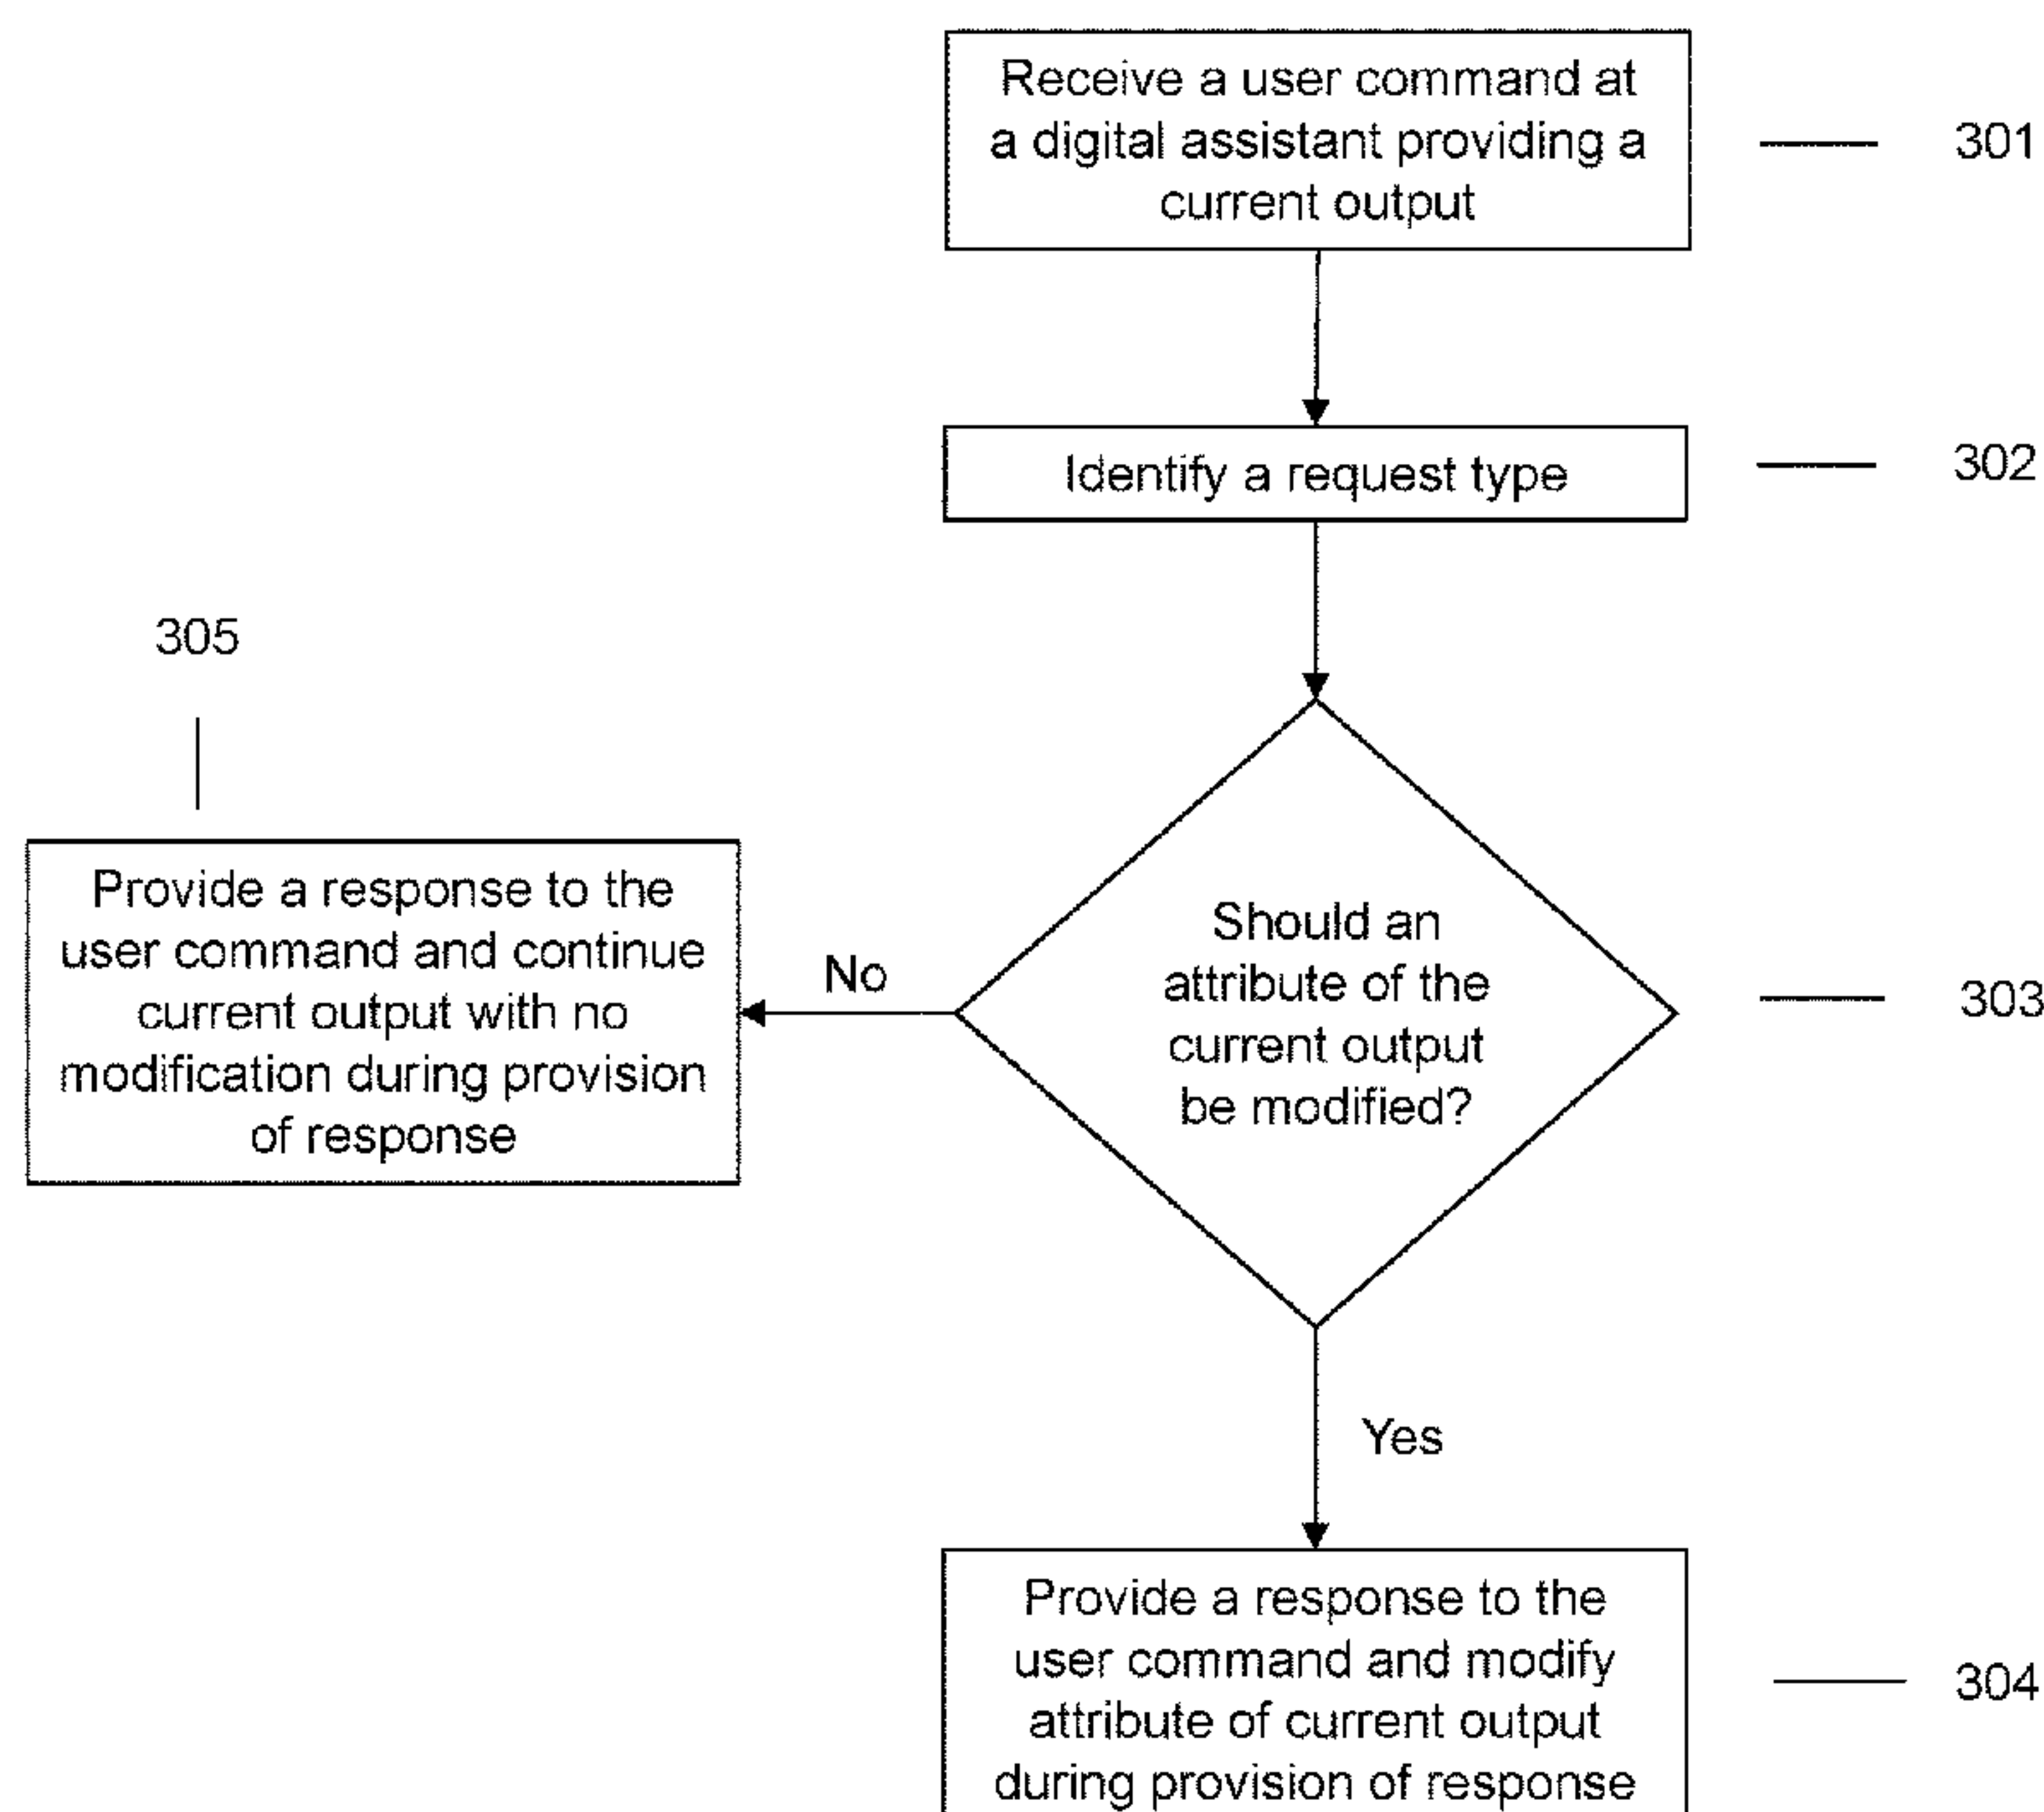 Receive a user command at
a digital assistant providing a
current output
301
Identify a request type
302
305
Provide a response to the
user command and continue
current output with no
modification during provision
of response
No
Should an
attribute of the
current output
be modified?
303
Yes
Provide a response to the
user command and modify
attribute of current output
during provision of response
304